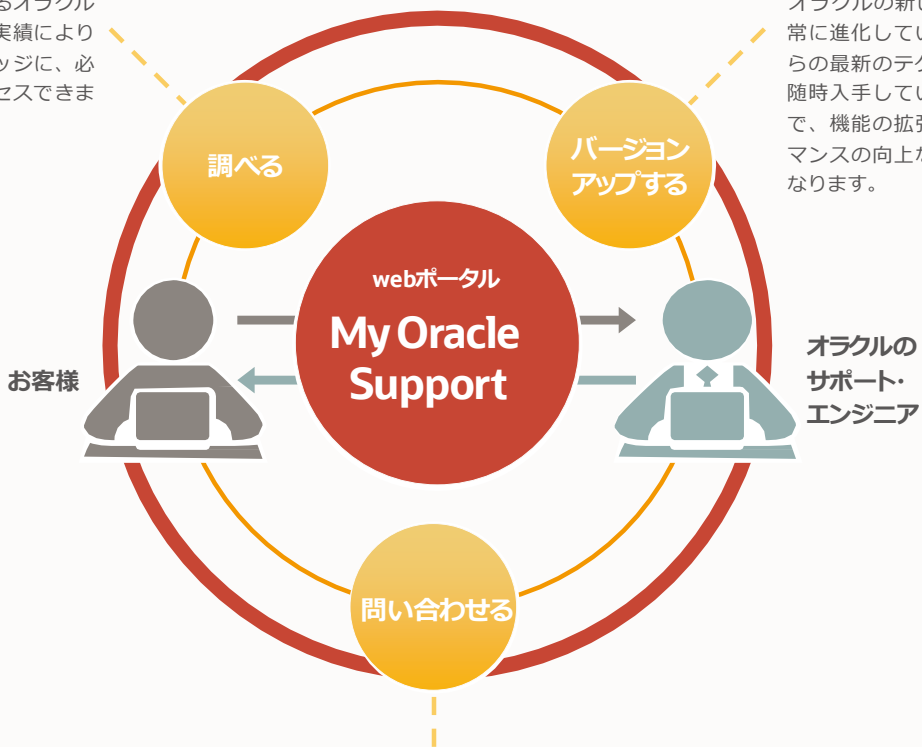 るオラクル
実績により
ッジに、必
セスできま
オラクルの新し
常に進化してい
らの最新のテク
随時入手してい
で、機能の拡張
マンスの向上な
なります。
調べる
バージョン
アップする
webポータル
My Oracle
Support
お客様
オラクルの
サポート・
エンジニア
問い合わせる